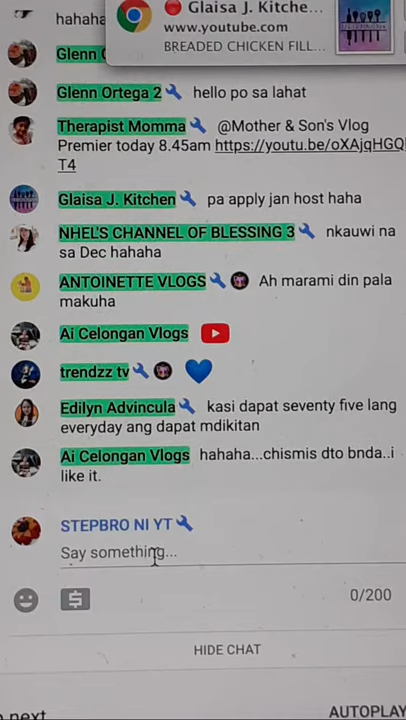 hahaha
Glaisa J. Kitche...
www.youtube.com
BREADED CHICKEN FILL...
Glenn
Glenn Ortega 2 hello po sa lahat
Therapist Momma @Mother & Son's Vlog
Premier today 8.45am https://youtu.be/oXAjqHGQ
T4
Glaisa J. Kitchen pa apply jan host haha
NHEL'S CHANNEL OF BLESSING 3 nkauwi na
sa Dec hahaha
ANTOINETTE VLOGS Ah marami din pala
makuha
Ai Celongan Vlogs
trendzz tv
Edilyn Advincula kasi dapat seventy five lang
everyday ang dapat mdikitan
Ai Celongan Vlogs hahaha...chismis dto bnda..i
like it.
STEPBRO NI YT
Say something...
0/200
HIDE CHAT
next
AUTOPLAY